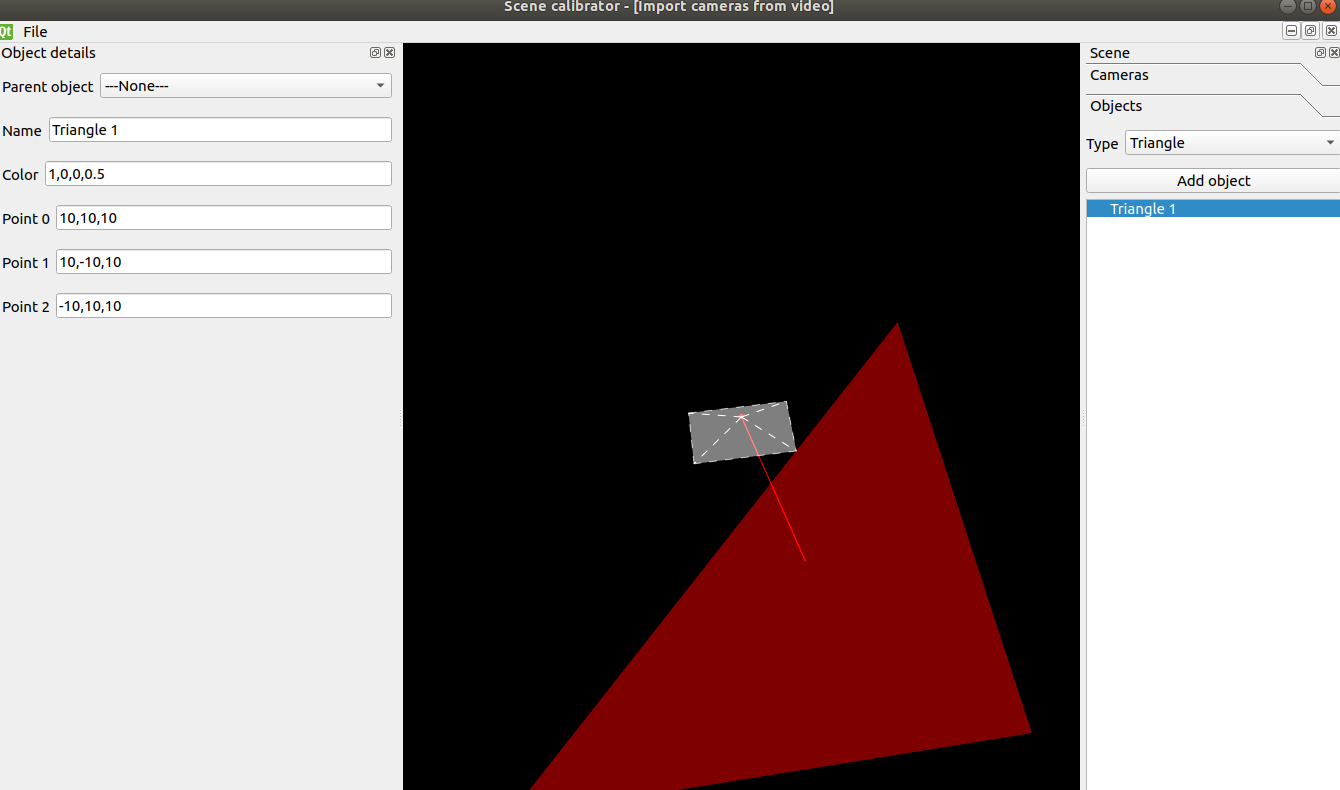 Scene calibrator - [Import cameras from video]
Qt File
Object details
Parent object ---None---
Name Triangle 1
Color 1,0,0,0.5
Point 0 10,10,10
Point 1 10,-10,10
Point 2 -10,10,10
Scene
Cameras
Objects
Type Triangle
Add object
Triangle 1